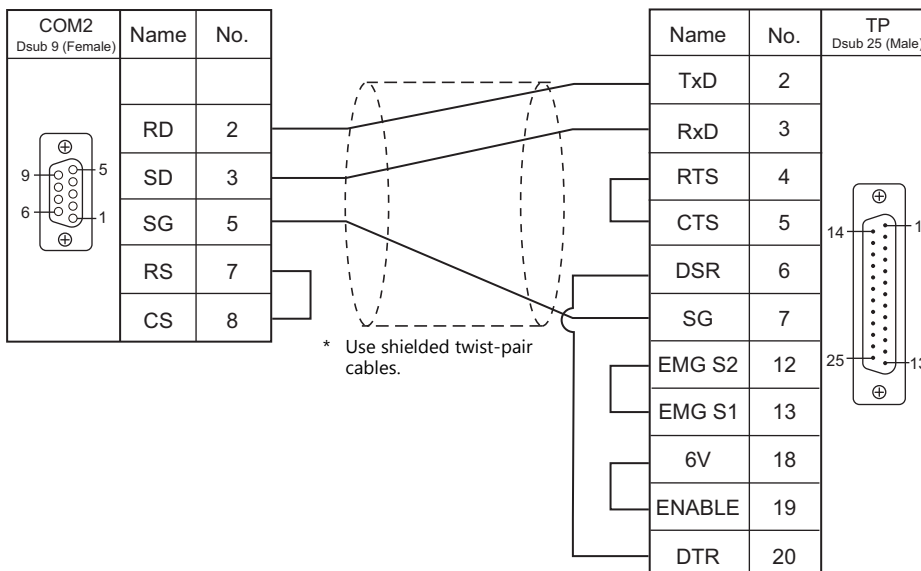 COM2
Dsub 9 (Female)
Name No.
RD 2
SD 3
SG 5
RS 7
CS 8
9 5
6 1
* Use shielded twist-pair
cables.
Name No.
TP
Dsub 25 (Male)
TxD 2
RxD 3
RTS 4
CTS 5
DSR 6
SG 7
EMG S2 12
EMG S1 13
6V 18
ENABLE 19
DTR 20
14 1
25 13